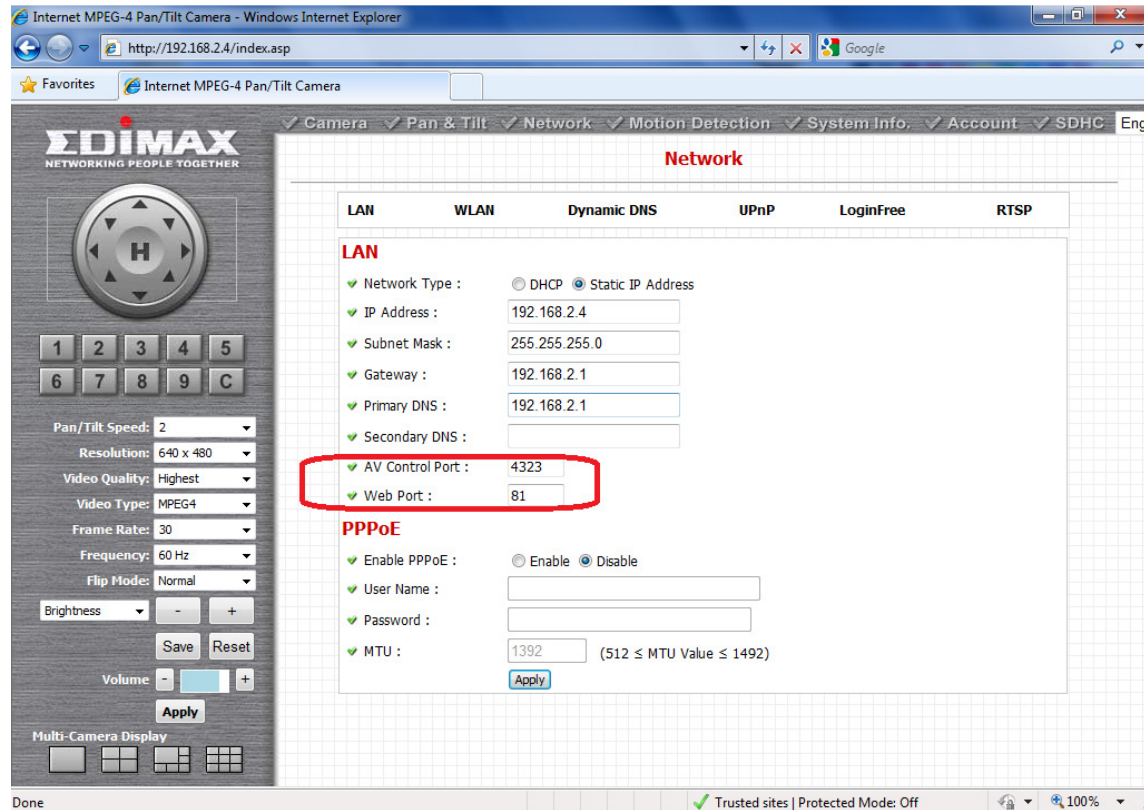 Internet MPEG-4 Pan/Tilt Camera - Windows Internet Explorer
http://192.168.2.4/index.asp
Google
Favorites
Internet MPEG-4 Pan/Tilt Camera
EDIMAX
NETWORKING PEOPLE TOGETHER
Camera Pan & Tilt Network Motion Detection System Info. Account SDHC Eng
Network
LAN WLAN Dynamic DNS UPnP LoginFree RTSP
LAN
Network Type : DHCP Static IP Address
IP Address : 192.168.2.4
Subnet Mask : 255.255.255.0
Gateway : 192.168.2.1
Primary DNS : 192.168.2.1
Secondary DNS :
AV Control Port : 4323
Web Port : 81
PPPoE
Enable PPPoE : Enable Disable
User Name :
Password :
MTU : 1392 (512 ≤ MTU Value ≤ 1492)
Apply
H
1 2 3 4 5
6 7 8 9 C
Pan/Tilt Speed: 2
Resolution: 640 x 480
Video Quality: Highest
Video Type: MPEG4
Frame Rate: 30
Frequency: 60 Hz
Flip Mode: Normal
Brightness - +
Save Reset
Volume - +
Apply
Multi-Camera Display
Done
Trusted sites | Protected Mode: Off
100%